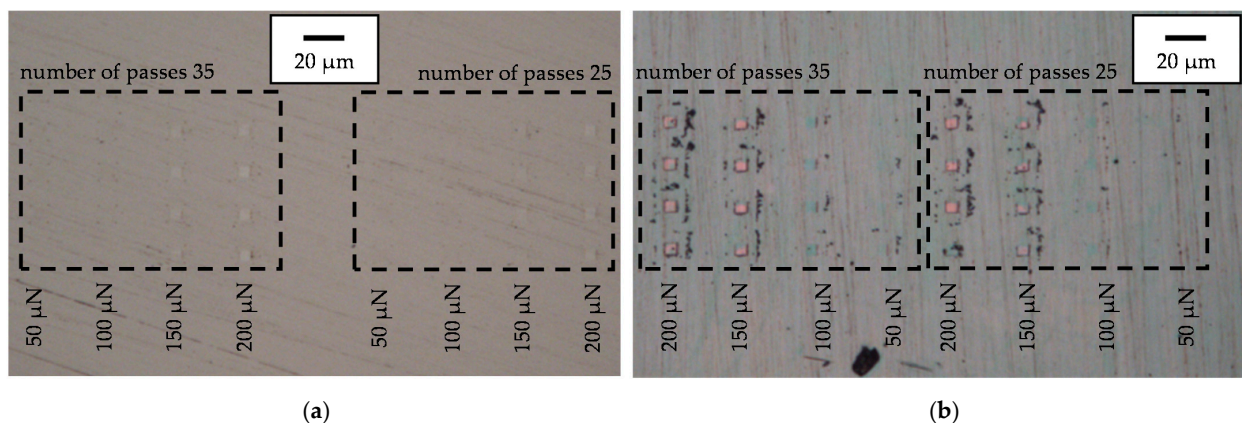 20 μm
number of passes 35
number of passes 25
50 μN
100 μN
150 μN
200 μN
50 μN
100 μN
150 μN
200 μN
(a)
20 μm
number of passes 35
number of passes 25
200 μN
150 μN
100 μN
50 μN
200 μN
150 μN
100 μN
50 μN
(b)